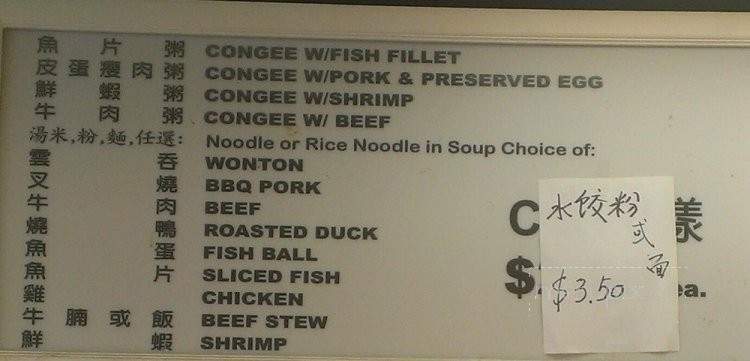 魚片粥 CONGEE W/FISH FILLET
皮蛋瘦肉粥 CONGEE W/PORK & PRESERVED EGG
鮮蝦粥 CONGEE W/SHRIMP
牛肉粥 CONGEE W/ BEEF
湯米,粉,麵,任選: Noodle or Rice Noodle in Soup Choice of:
雲吞 WONTON
叉燒 BBQ PORK
牛肉 BEEF
燒鴨 ROASTED DUCK
魚蛋 FISH BALL
魚片 SLICED FISH
雞 CHICKEN
牛腩或飯 BEEF STEW
鮮蝦 SHRIMP
C 樣
$ ea.
水餃粉
或
面
$3.50